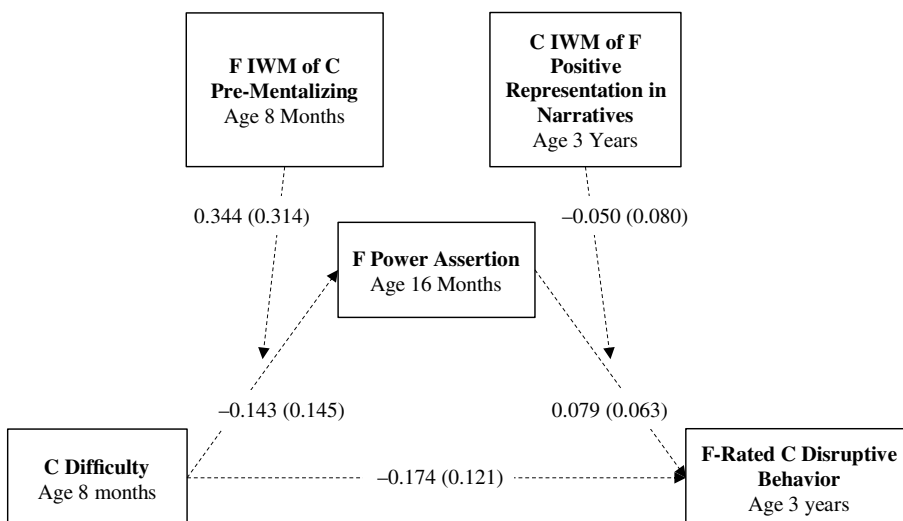 F IWM of C
Pre-Mentalizing
Age 8 Months
C IWM of F
Positive
Representation in
Narratives
Age 3 Years
0.344 (0.314)
–0.050 (0.080)
F Power Assertion
Age 16 Months
–0.143 (0.145)
0.079 (0.063)
C Difficulty
Age 8 months
–0.174 (0.121)
F-Rated C Disruptive
Behavior
Age 3 years